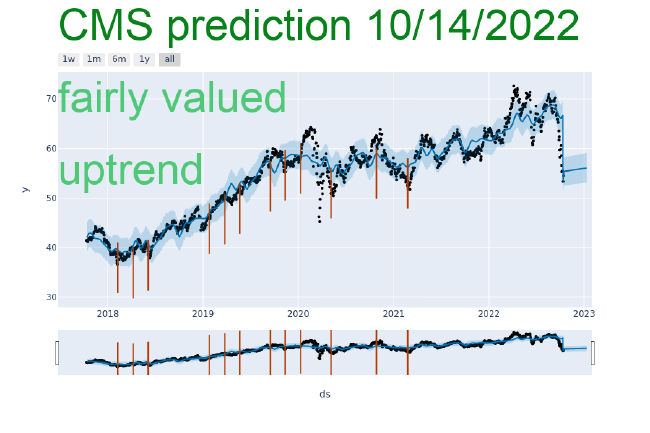 CMS prediction 10/14/2022
1w 1m 6m 1y all
fairly valued
uptrend
70
60
50
40
30
y
2018 2019 2020 2021 2022 2023
ds